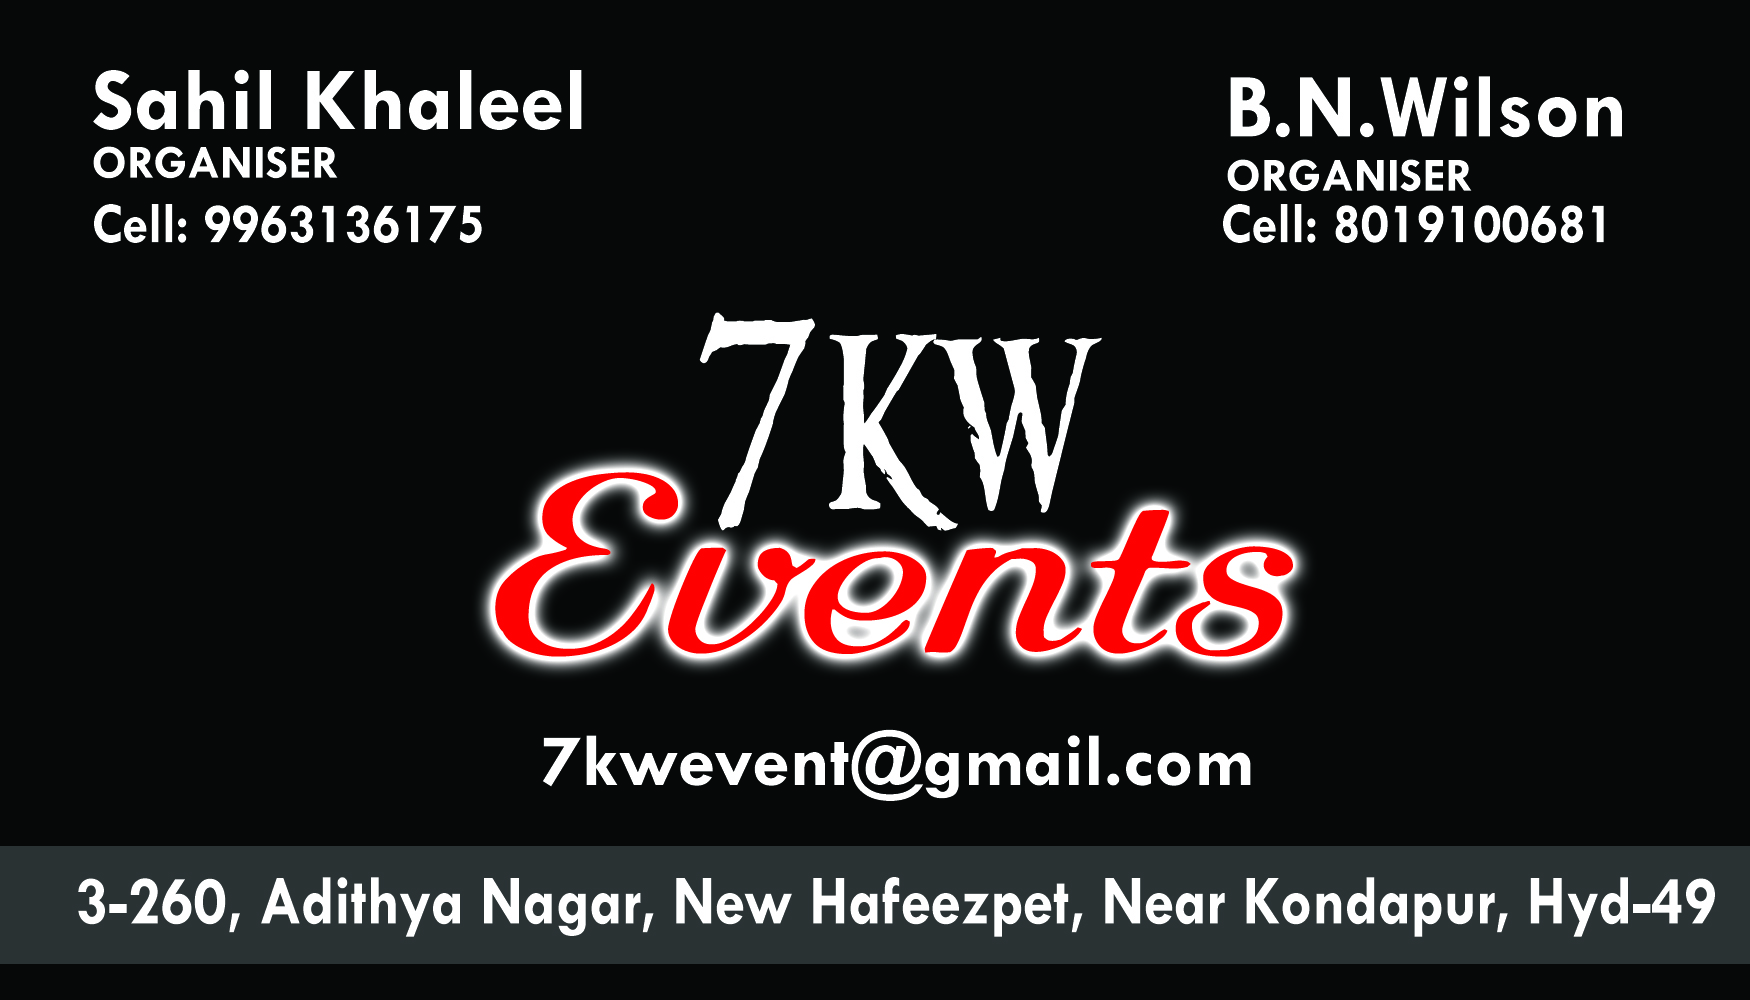 Sahil Khaleel
ORGANISER
Cell: 9963136175
B.N.Wilson
ORGANISER
Cell: 8019100681
7KW
Events
7kwevent@gmail.com
3-260, Adithya Nagar, New Hafeezpet, Near Kondapur, Hyd-49